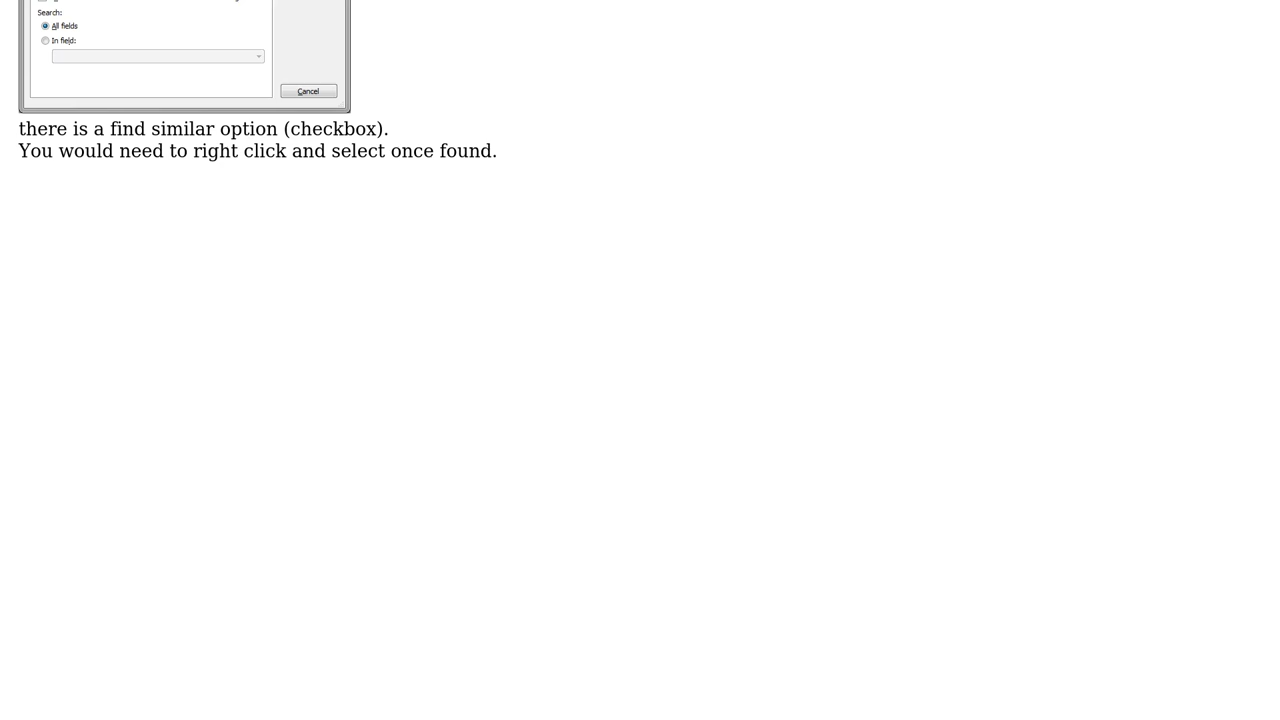 Search:
All fields
In field:
Cancel
there is a find similar option (checkbox).
You would need to right click and select once found.